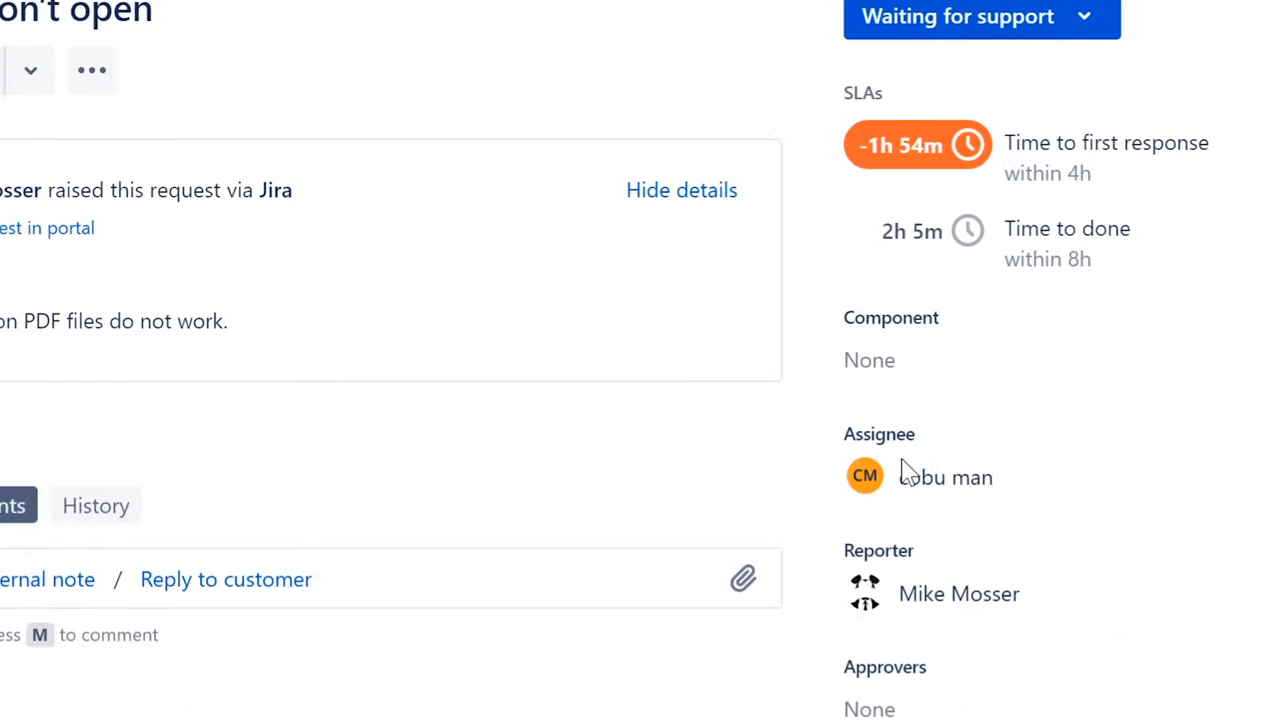 on't open
Waiting for support
SLAs
-1h 54m
Time to first response
within 4h
osser raised this request via Jira
Hide details
est in portal
2h 5m
Time to done
within 8h
on PDF files do not work.
Component
None
Assignee
CM
man
nts
History
Reporter
Mike Mosser
ernal note / Reply to customer
ess M to comment
Approvers
None